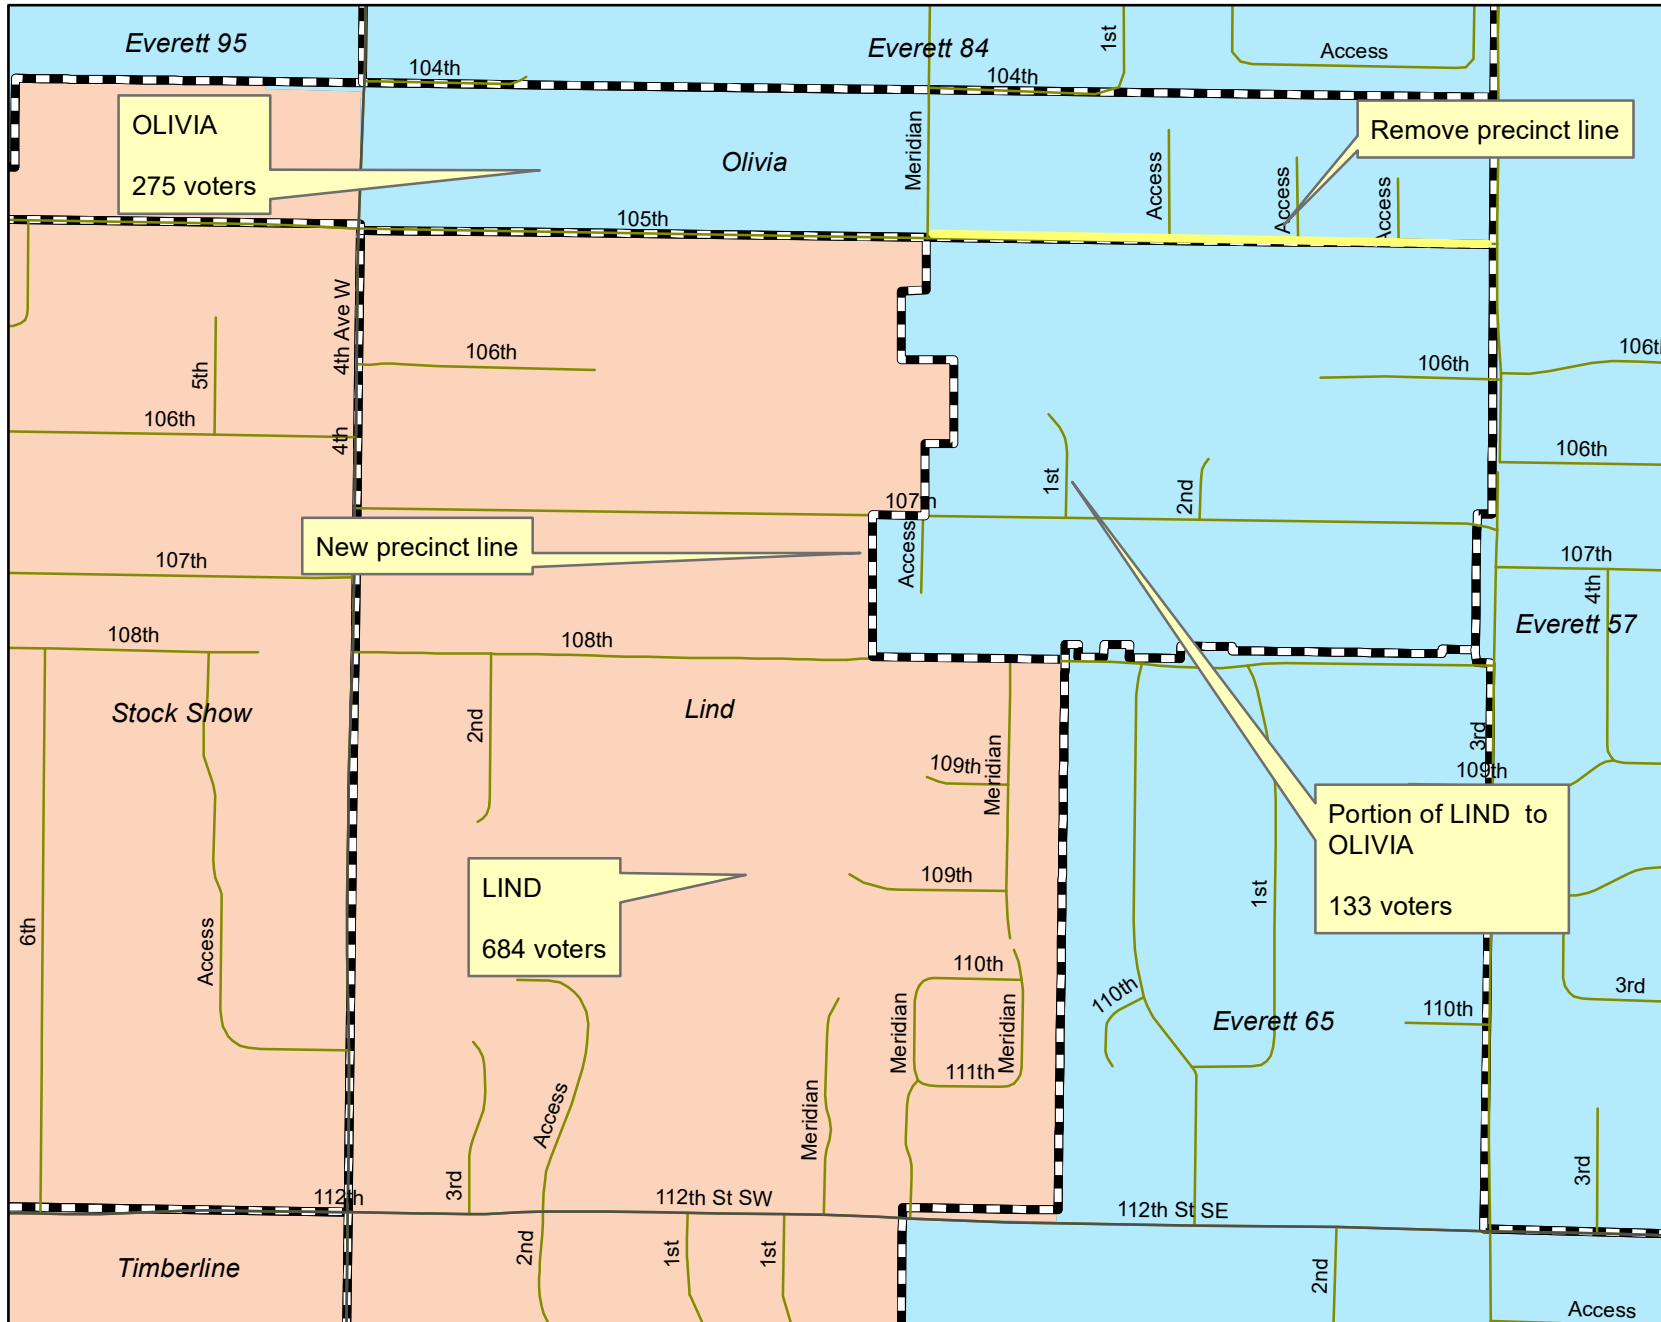 Everett 95
Everett 84
1st
Access
104th
104th
OLIVIA
275 voters
Olivia
Meridian
Remove precinct line
Access
Access
Access
105th
4th Ave W
106th
106th
106th
5th
106th
4th
106th
1st
2nd
107th
New precinct line
Access
107th
107th
4th
108th
108th
Everett 57
Stock Show
Lind
2nd
Meridian
3rd
109th
109th
Portion of LIND to
OLIVIA
133 voters
LIND
684 voters
109th
1st
6th
Access
110th
110th
3rd
Meridian
Meridian
Everett 65
110th
111th
Access
Meridian
3rd
3rd
112th
112th St SW
112th St SE
Timberline
2nd
1st
1st
2nd
Access